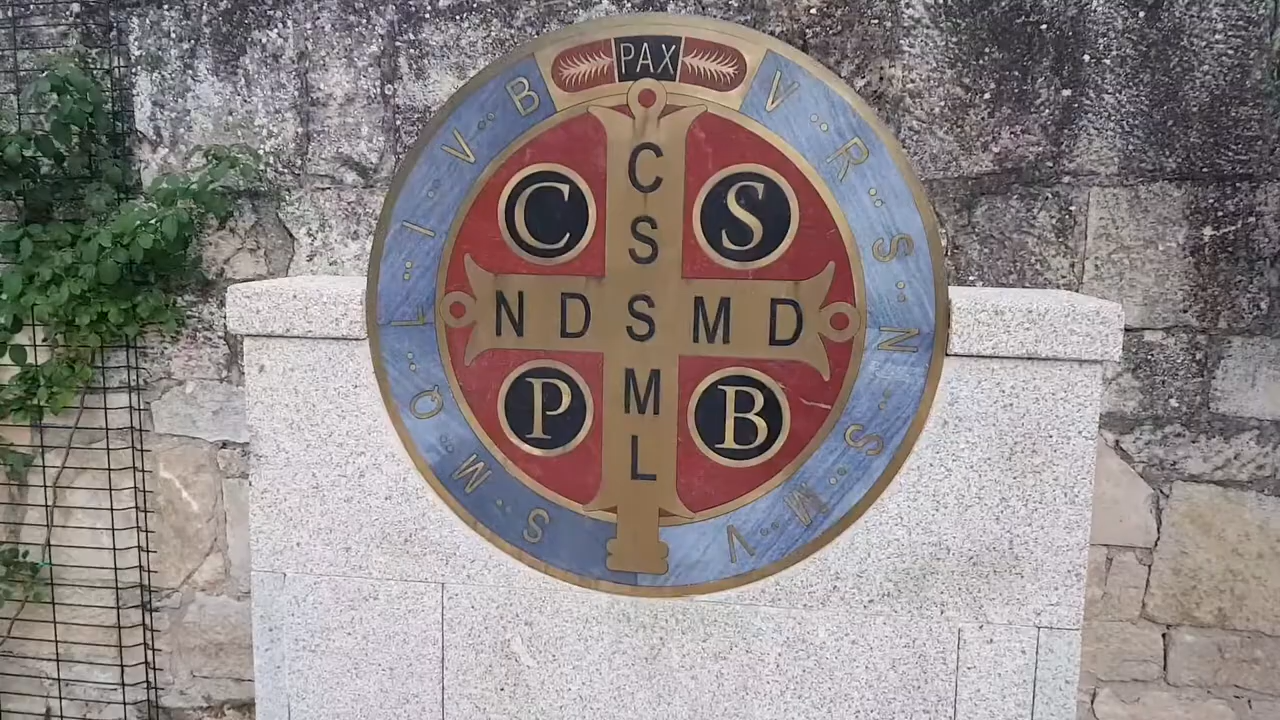 PAX
V R S N S M V S M Q L I V B
C S
P B
C S S M L
N D S M D